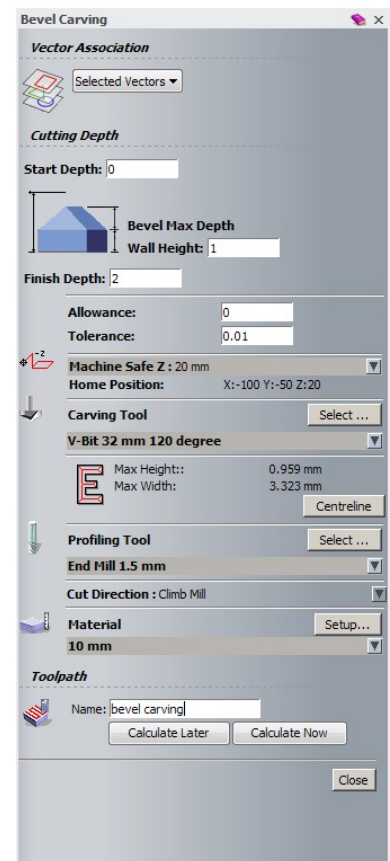 Bevel Carving
Vector Association
Selected Vectors
Cutting Depth
Start Depth: 0
Bevel Max Depth
Wall Height: 1
Finish Depth: 2
Allowance: 0
Tolerance: 0.01
-z
Machine Safe Z : 20 mm
Home Position: X:-100 Y:-50 Z:20
Carving Tool Select ...
V-Bit 32 mm 120 degree
Max Height:: 0.959 mm
Max Width: 3.323 mm
Centreline
Profiling Tool Select ...
End Mill 1.5 mm
Cut Direction : Climb Mill
Material Setup...
10 mm
Toolpath
Name: bevel carving
Calculate Later Calculate Now
Close